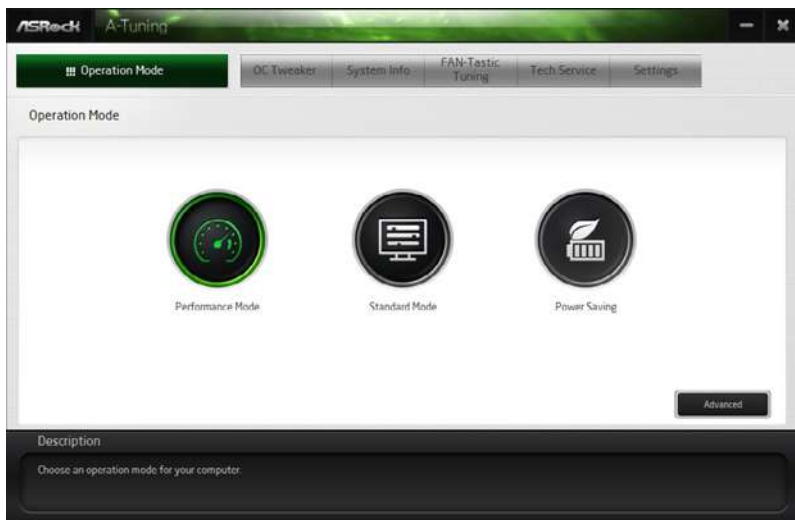 ASRock A-Tuning
Operation Mode OC Tweaker System Info FAN-Tastic Tuning Tech Service Settings
Operation Mode
Performance Mode Standard Mode Power Saving
Advanced
Description
Choose an operation mode for your computer.